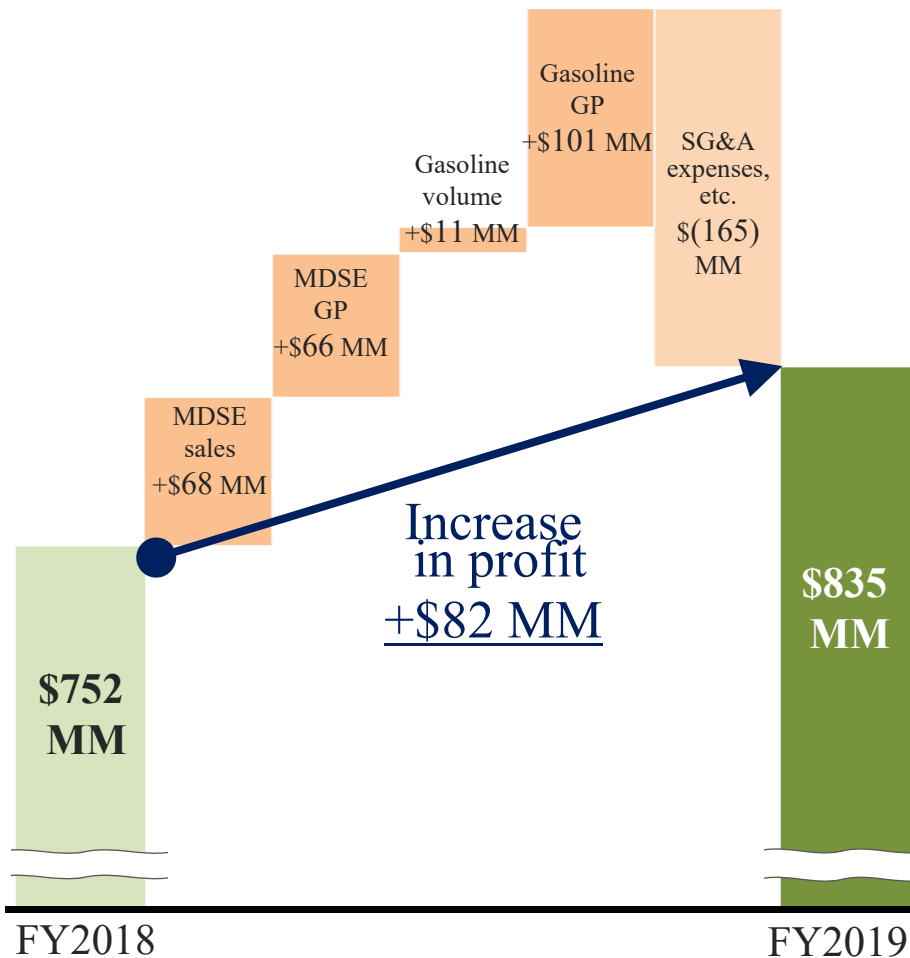 Gasoline
GP
+$101 MM
SG&A
expenses,
etc.
$(165)
MM
Gasoline
volume
+$11 MM
MDSE
GP
+$66 MM
MDSE
sales
+$68 MM
Increase
in profit
+$82 MM
$752
MM
$835
MM
FY2018
FY2019